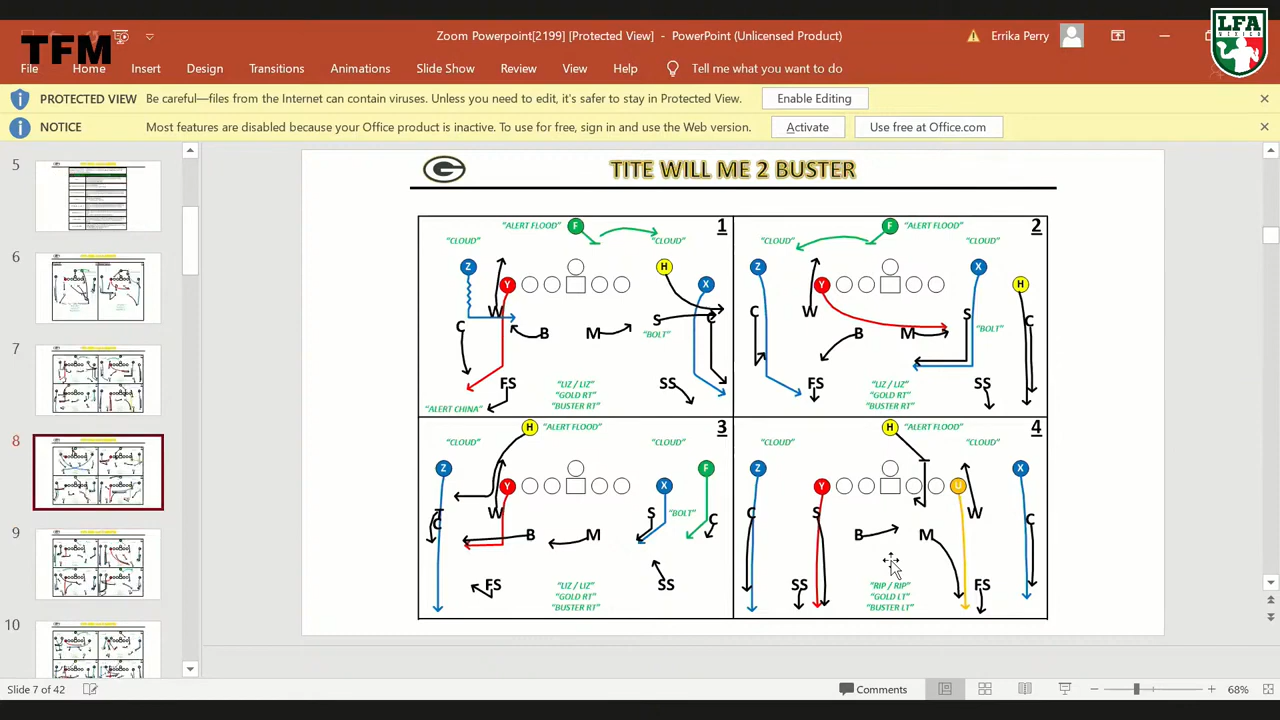 TFM
Zoom Powerpoint[2199] [Protected View] - PowerPoint (Unlicensed Product)
Errika Perry
LFA
MEXICO
File Home Insert Design Transitions Animations Slide Show Review View Help Tell me what you want to do
PROTECTED VIEW Be careful—files from the Internet can contain viruses. Unless you need to edit, it's safer to stay in Protected View. Enable Editing
NOTICE Most features are disabled because your Office product is inactive. To use for free, sign in and use the Web version. Activate Use free at Office.com
5
6
7
8
9
10
G
TITE WILL ME 2 BUSTER
"ALERT FLOOD" F 1
"CLOUD" "CLOUD"
Z H
Y X
W S C
"BOLT"
C B M
FS SS
"LIZ / LIZ"
"GOLD RT"
"BUSTER RT"
"ALERT CHINA"
F "ALERT FLOOD" 2
"CLOUD" "CLOUD"
Z X
Y H
C W S C
"BOLT"
B M
FS SS
"LIZ / LIZ"
"GOLD RT"
"BUSTER RT"
H "ALERT FLOOD" 3
"CLOUD" "CLOUD"
Z F
Y X
C W S "BOLT" C
B M
FS SS
"LIZ / LIZ"
"GOLD RT"
"BUSTER RT"
H "ALERT FLOOD" 4
"CLOUD" "CLOUD"
Z X
Y U
C S W C
B M
SS FS
"RIP / RIP"
"GOLD LT"
"BUSTER LT"
Slide 7 of 42
Comments
68%